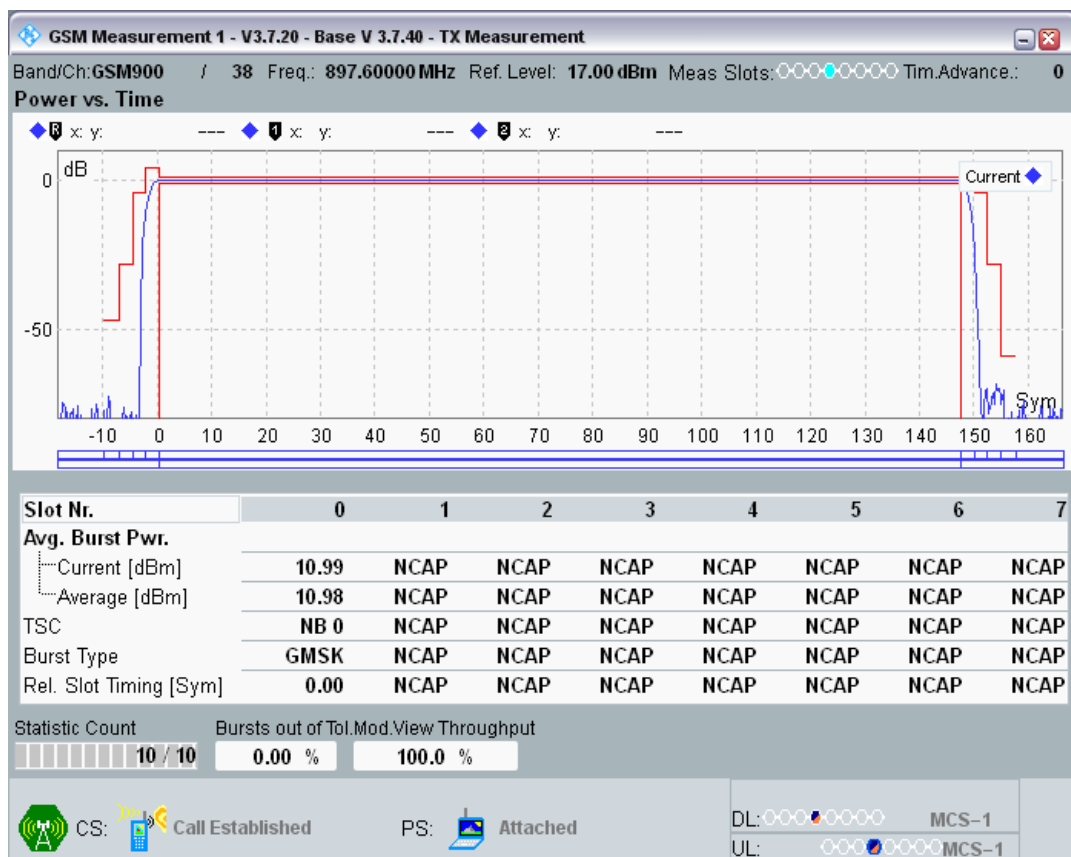 GSM Measurement 1 - V3.7.20 - Base V 3.7.40 - TX Measurement
Band/Ch:GSM900 / 38 Freq.: 897.60000 MHz Ref. Level: 17.00 dBm Meas Slots: Tim.Advance.: 0
Power vs. Time
R x: y: --- 1 x: y: --- 2 x: y: ---
dB
Current
0
-50
Sym
-10 0 10 20 30 40 50 60 70 80 90 100 110 120 130 140 150 160
Slot Nr. 0 1 2 3 4 5 6 7
Avg. Burst Pwr.
Current [dBm] 10.99 NCAP NCAP NCAP NCAP NCAP NCAP NCAP
Average [dBm] 10.98 NCAP NCAP NCAP NCAP NCAP NCAP NCAP
TSC NB 0 NCAP NCAP NCAP NCAP NCAP NCAP NCAP
Burst Type GMSK NCAP NCAP NCAP NCAP NCAP NCAP NCAP
Rel. Slot Timing [Sym] 0.00 NCAP NCAP NCAP NCAP NCAP NCAP NCAP
Statistic Count Bursts out of Tol.Mod.View Throughput
10 / 10 0.00 % 100.0 %
CS: Call Established PS: Attached DL: MCS-1
UL: MCS-1